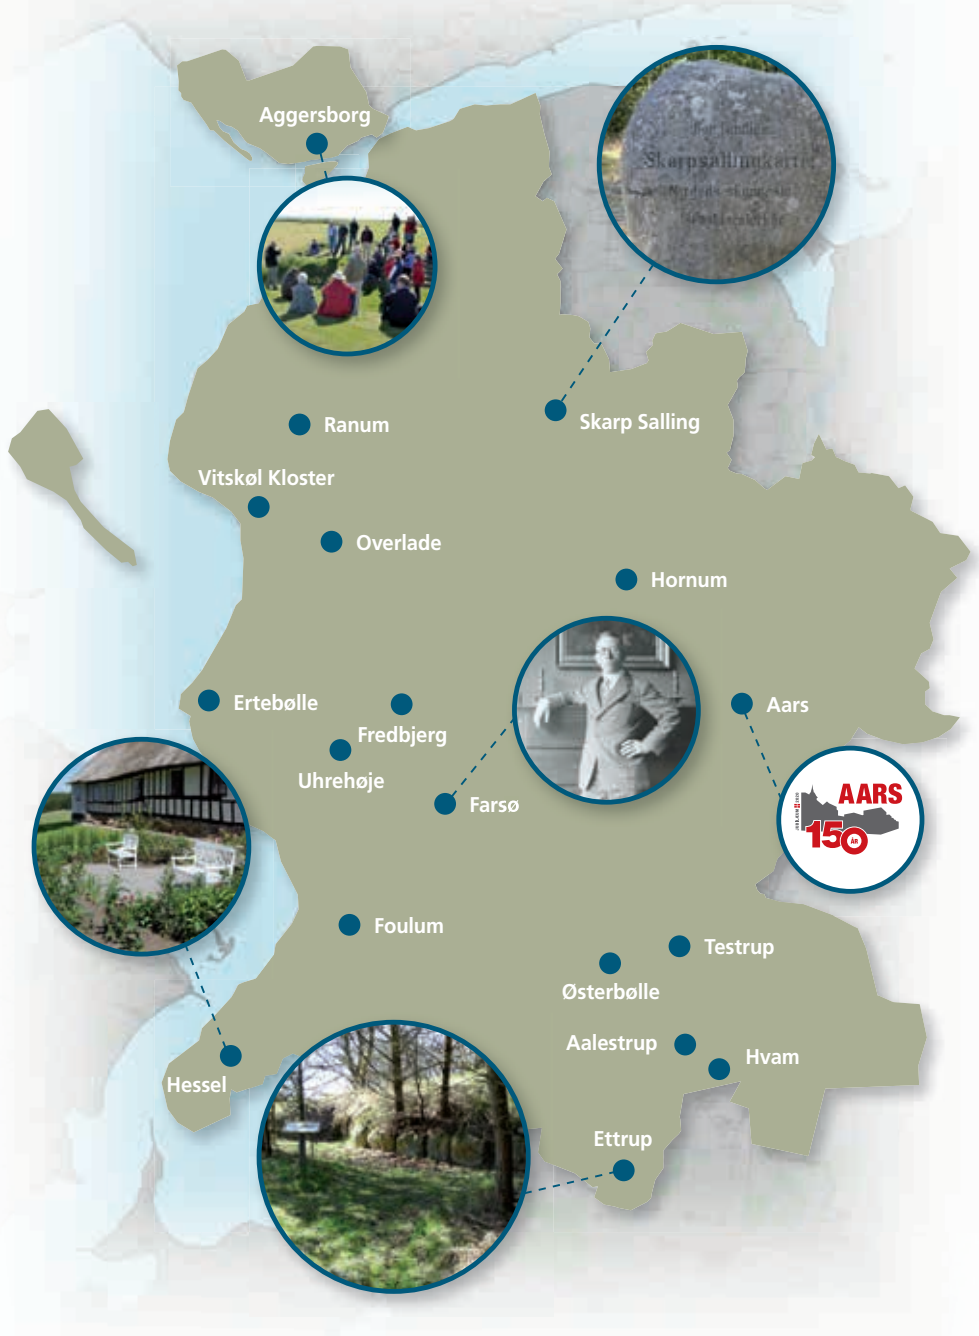 Aggersborg
Skarpsallingkarret
Ranum
Skarp Salling
Vitskøl Kloster
Overlade
Hornum
Ertebølle
Fredbjerg
Aars
Uhrehøje
Farsø
AARS
150
ÅR
Foulum
Testrup
Østerbølle
Aalestrup
Hvam
Hessel
Ettrup